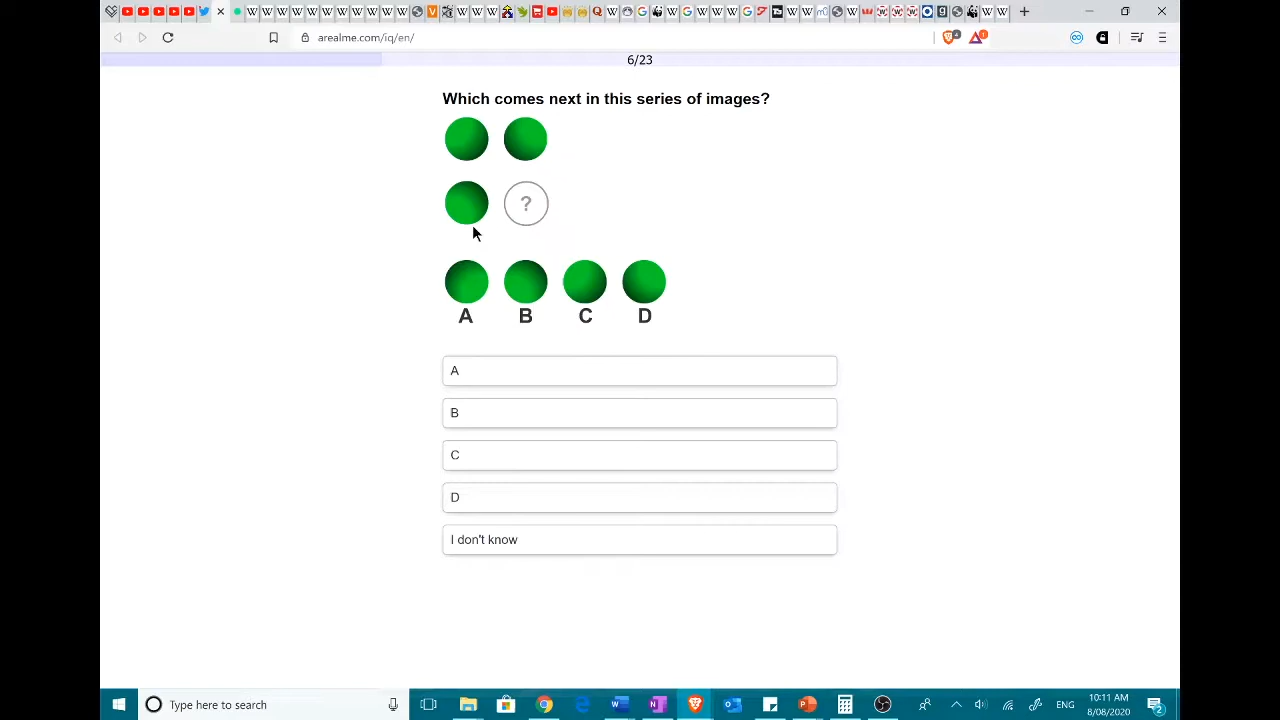 arealme.com/iq/en/
6/23
Which comes next in this series of images?
?
A B C D
A
B
C
D
I don't know
Type here to search
ENG
10:11 AM
8/08/2020